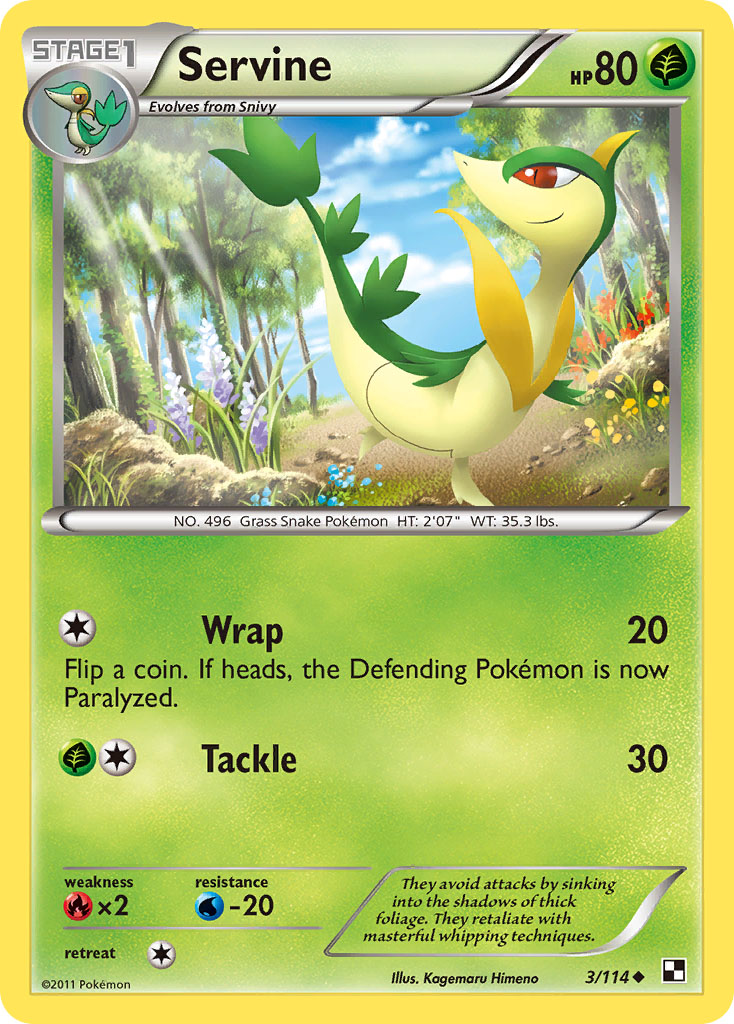 STAGE1
Servine
HP80
Evolves from Snivy
NO. 496 Grass Snake Pokémon HT: 2'07" WT: 35.3 lbs.
Wrap 20
Flip a coin. If heads, the Defending Pokémon is now
Paralyzed.
Tackle 30
weakness
×2
resistance
-20
retreat
They avoid attacks by sinking
into the shadows of thick
foliage. They retaliate with
masterful whipping techniques.
©2011 Pokémon
Illus. Kagemaru Himeno
3/114